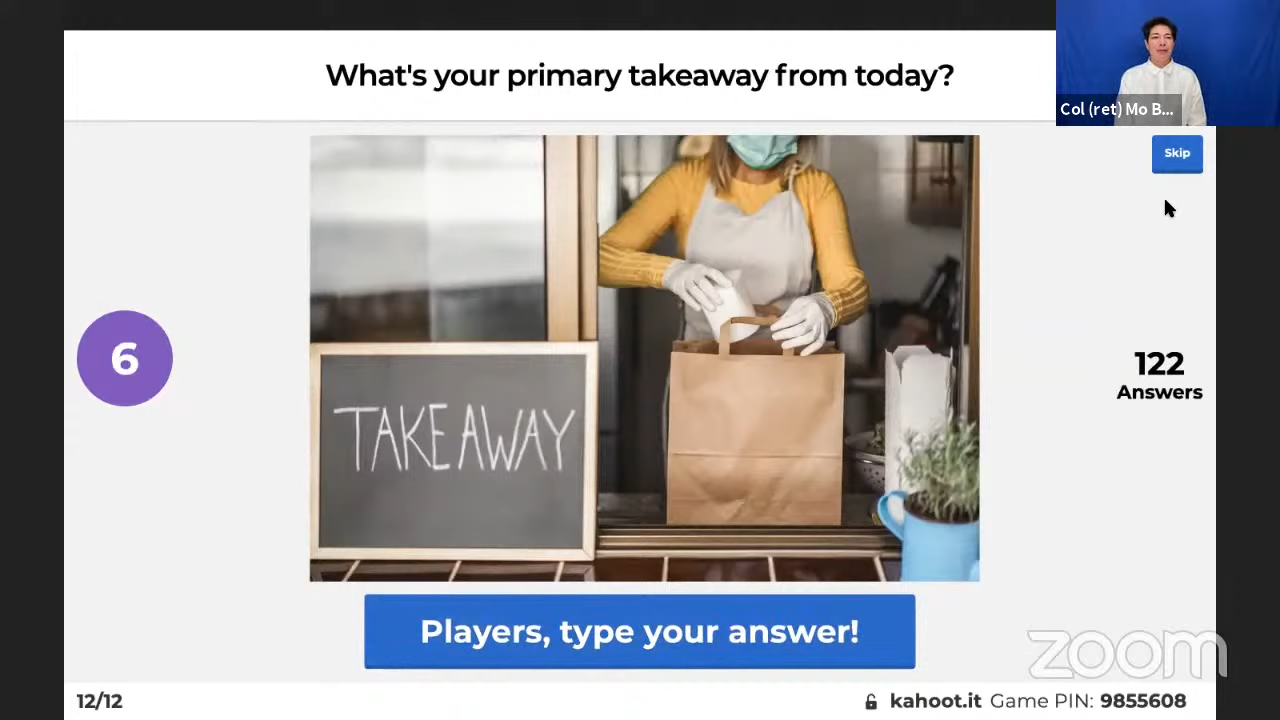 What's your primary takeaway from today?
Col (ret) Mo B...
Skip
6
122
Answers
TAKEAWAY
Players, type your answer!
zoom
12/12
kahoot.it Game PIN: 9855608